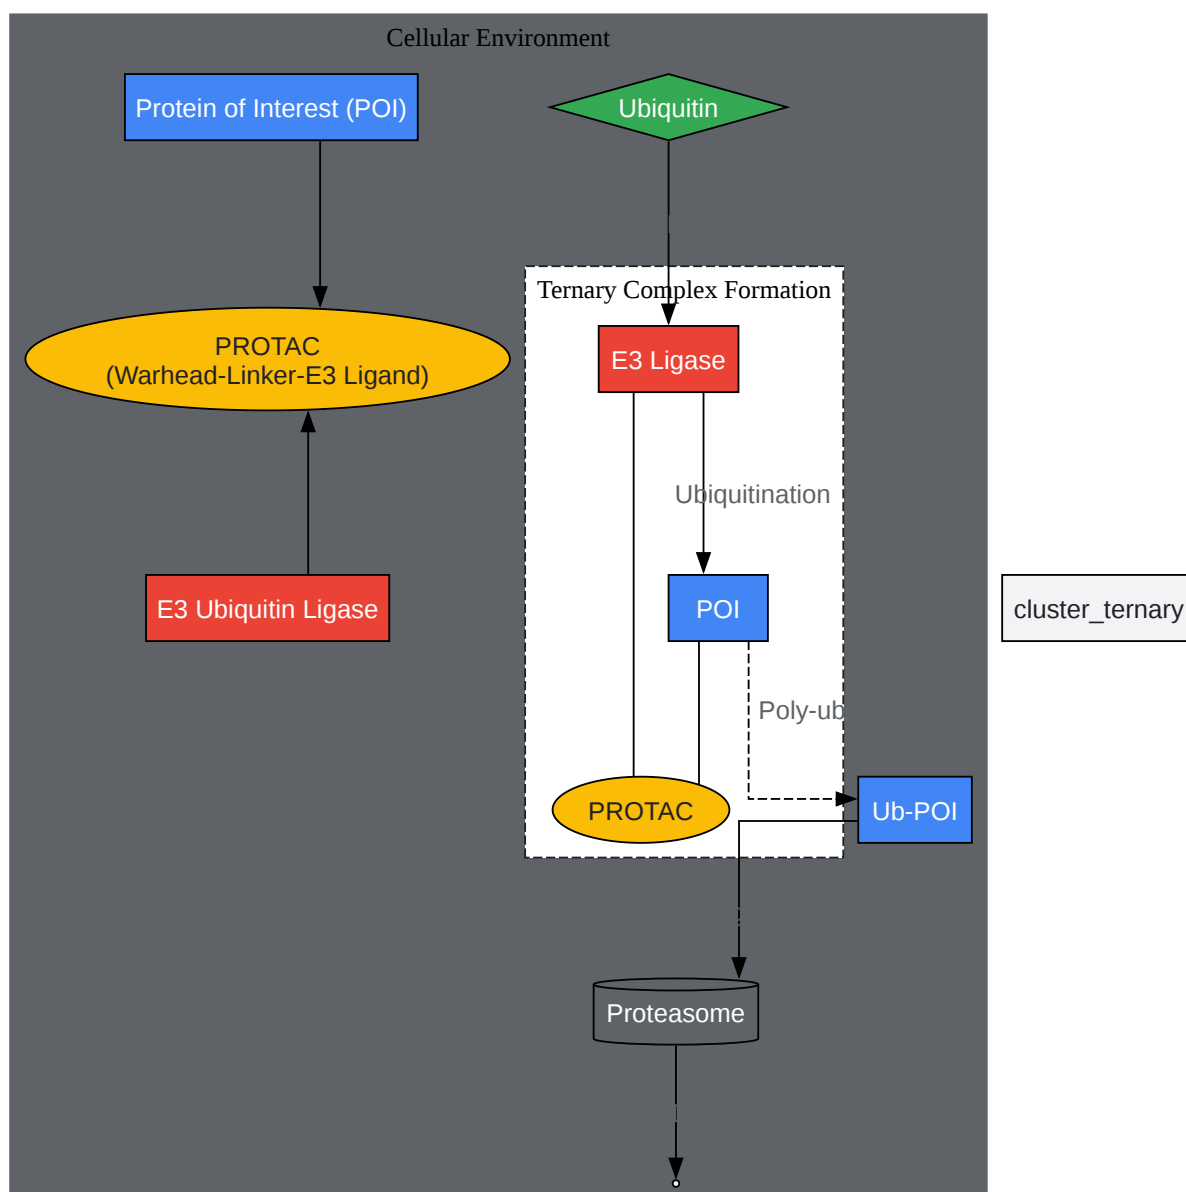 Cellular Environment
Protein of Interest (POI)
Ubiquitin
Ternary Complex Formation
PROTAC
(Warhead-Linker-E3 Ligand)
E3 Ligase
Ubiquitination
E3 Ubiquitin Ligase
POI
cluster_ternary
Poly-ub
PROTAC
Ub-POI
Proteasome